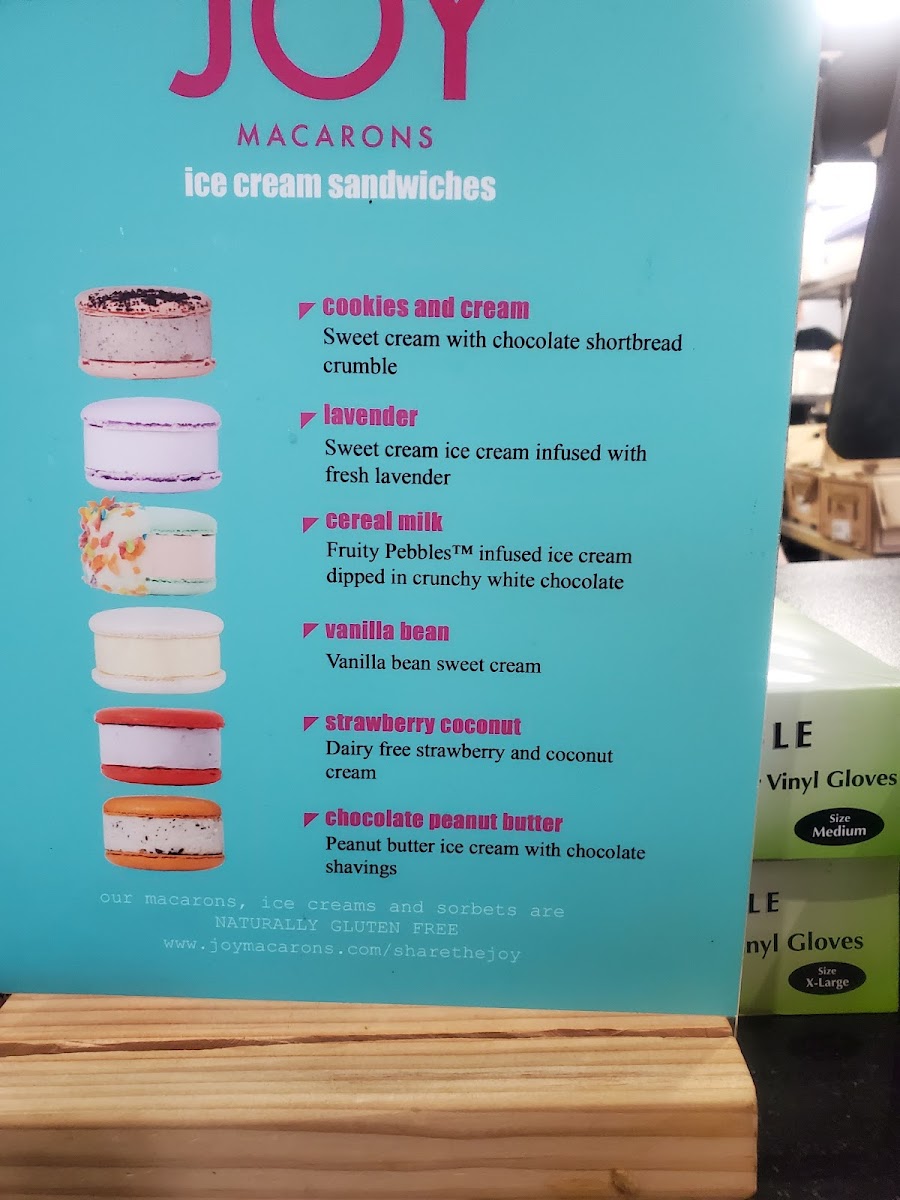 JOY
MACARONS
ice cream sandwiches
cookies and cream
Sweet cream with chocolate shortbread
crumble
lavender
Sweet cream ice cream infused with
fresh lavender
cereal milk
Fruity Pebbles™ infused ice cream
dipped in crunchy white chocolate
vanilla bean
Vanilla bean sweet cream
strawberry coconut
Dairy free strawberry and coconut
cream
chocolate peanut butter
Peanut butter ice cream with chocolate
shavings
our macarons, ice creams and sorbets are
NATURALLY GLUTEN FREE
www.joymacarons.com/sharethejoy
LE
Vinyl Gloves
Size
Medium
LE
nyl Gloves
Size
X-Large